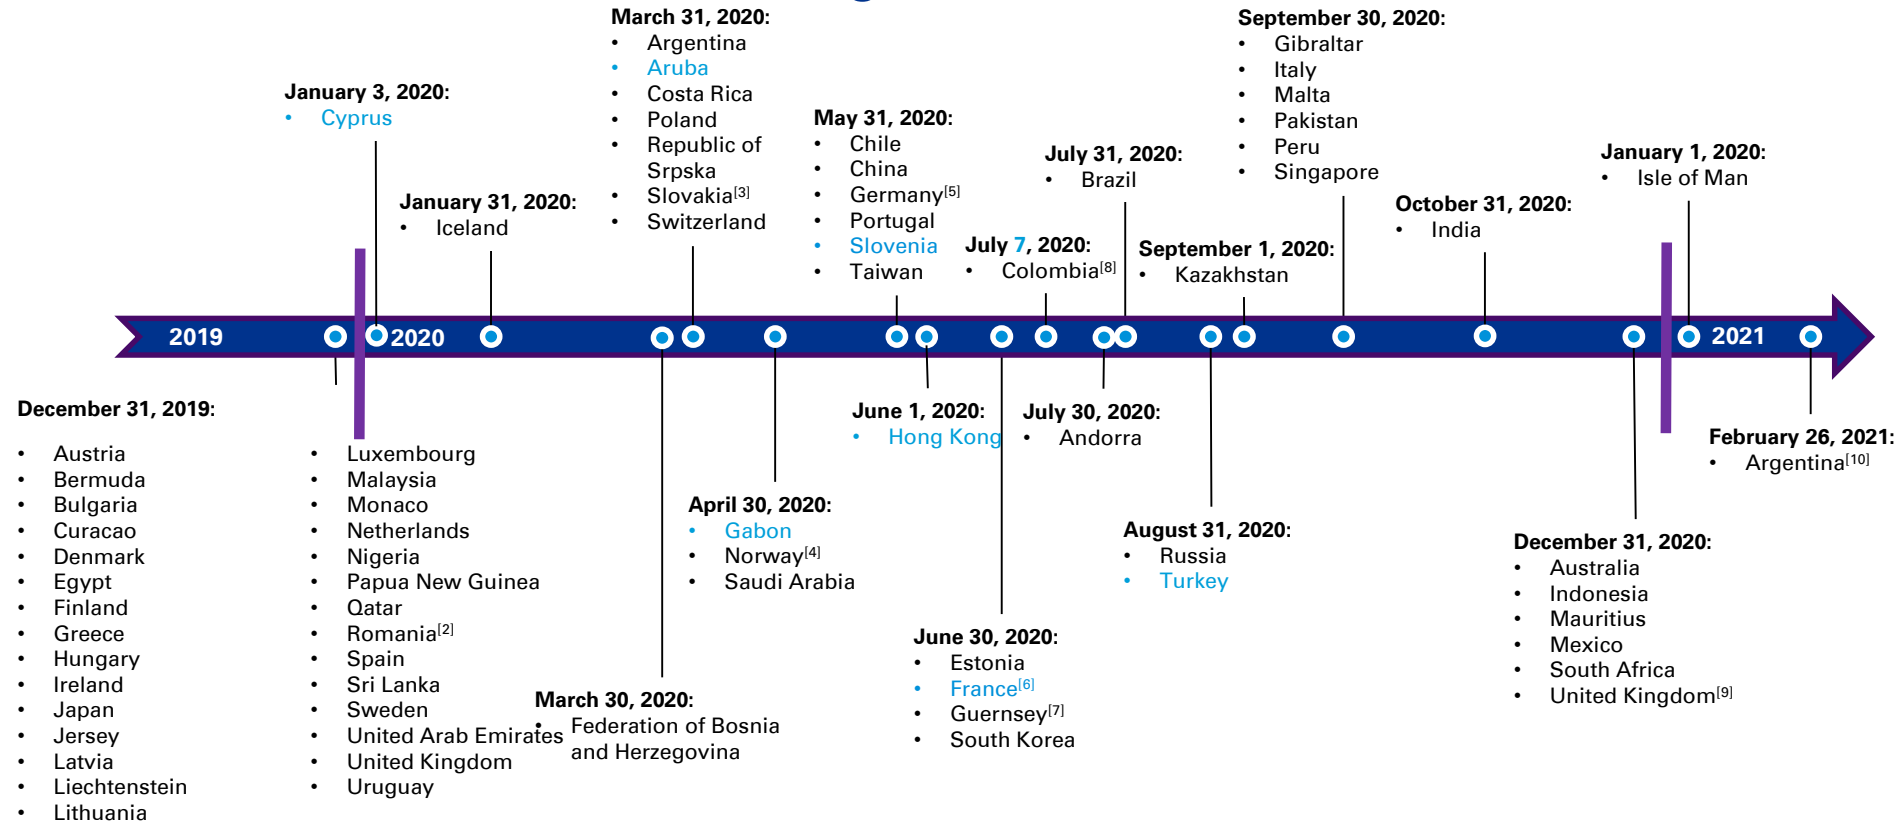 March 31, 2020:
• Argentina
• Aruba
• Costa Rica
• Poland
• Republic of
Srpska
• Slovakia[3]
• Switzerland
September 30, 2020:
• Gibraltar
• Italy
• Malta
• Pakistan
• Peru
• Singapore
January 3, 2020:
• Cyprus
May 31, 2020:
• Chile
• China
• Germany[5]
• Portugal
• Slovenia
• Taiwan
July 31, 2020:
• Brazil
January 1, 2020:
• Isle of Man
January 31, 2020:
• Iceland
October 31, 2020:
• India
July 7, 2020:
• Colombia[8]
September 1, 2020:
• Kazakhstan
2019
2020
2021
December 31, 2019:
• Austria
• Bermuda
• Bulgaria
• Curacao
• Denmark
• Egypt
• Finland
• Greece
• Hungary
• Ireland
• Japan
• Jersey
• Latvia
• Liechtenstein
• Lithuania
• Luxembourg
• Malaysia
• Monaco
• Netherlands
• Nigeria
• Papua New Guinea
• Qatar
• Romania[2]
• Spain
• Sri Lanka
• Sweden
• United Arab Emirates
• United Kingdom
• Uruguay
March 30, 2020:
• Federation of Bosnia
and Herzegovina
April 30, 2020:
• Gabon
• Norway[4]
• Saudi Arabia
June 1, 2020:
• Hong Kong
June 30, 2020:
• Estonia
• France[6]
• Guernsey[7]
• South Korea
July 30, 2020:
• Andorra
August 31, 2020:
• Russia
• Turkey
December 31, 2020:
• Australia
• Indonesia
• Mauritius
• Mexico
• South Africa
• United Kingdom[9]
February 26, 2021:
• Argentina[10]